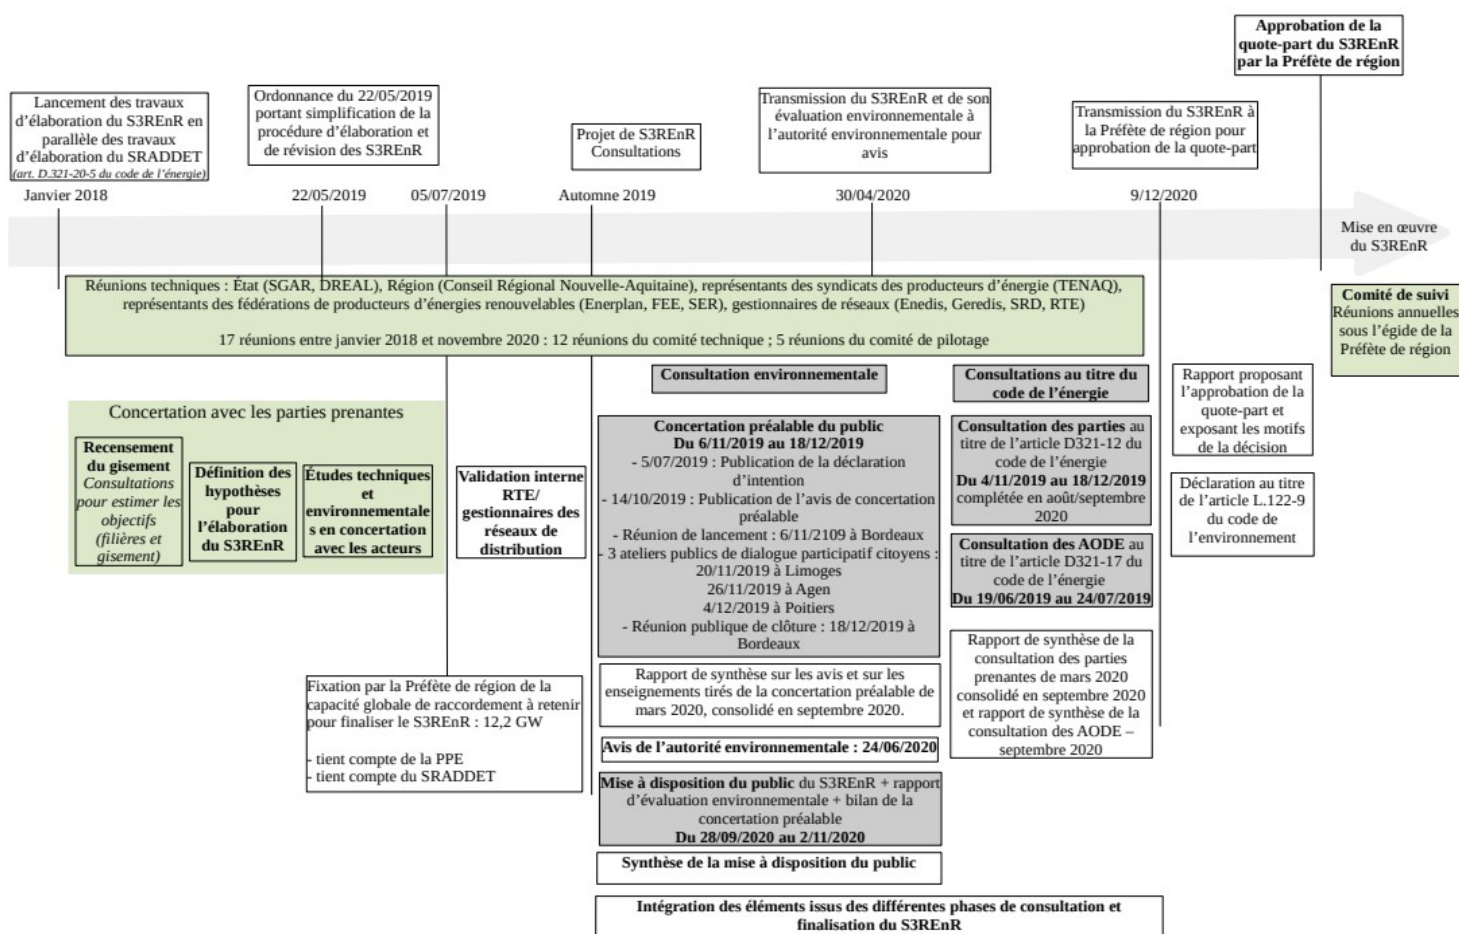 Approbation de la
quote-part du S3REnR
par la Préfète de région
Lancement des travaux
d’élaboration du S3REnR en
parallèle des travaux
d’élaboration du SRADDET
(art. D.321-20-5 du code de l’énergie)
Ordonnance du 22/05/2019
portant simplification de la
procédure d’élaboration et
de révision des S3REnR
Projet de S3REnR
Consultations
Transmission du S3REnR et de son
évaluation environnementale à
l’autorité environnementale pour
avis
Transmission du S3REnR à
la Préfète de région pour
approbation de la quote-part
Janvier 2018
22/05/2019
05/07/2019
Automne 2019
30/04/2020
9/12/2020
Mise en œuvre
du S3REnR
Réunions techniques : État (SGAR, DREAL), Région (Conseil Régional Nouvelle-Aquitaine), représentants des syndicats des producteurs d’énergie (TENAQ),
représentants des fédérations de producteurs d’énergies renouvelables (Enerplan, FEE, SER), gestionnaires de réseaux (Enedis, Geredis, SRD, RTE)
17 réunions entre janvier 2018 et novembre 2020 : 12 réunions du comité technique ; 5 réunions du comité de pilotage
Comité de suivi
Réunions annuelles
sous l’égide de la
Préfète de région
Concertation avec les parties prenantes
Recensement
du gisement
Consultations
pour estimer les
objectifs
(filières et
gisement)
Définition des
hypothèses
pour
l’élaboration
du S3REnR
Études techniques
et
environnementale
s en concertation
avec les acteurs
Validation interne
RTE/
gestionnaires des
réseaux de
distribution
Fixation par la Préfète de région de la
capacité globale de raccordement à retenir
pour finaliser le S3REnR : 12,2 GW
- tient compte de la PPE
- tient compte du SRADDET
Consultation environnementale
Concertation préalable du public
Du 6/11/2019 au 18/12/2019
- 5/07/2019 : Publication de la déclaration
d’intention
- 14/10/2019 : Publication de l’avis de concertation
préalable
- Réunion de lancement : 6/11/2109 à Bordeaux
- 3 ateliers publics de dialogue participatif citoyens :
20/11/2019 à Limoges
26/11/2019 à Agen
4/12/2019 à Poitiers
- Réunion publique de clôture : 18/12/2019 à
Bordeaux
Rapport de synthèse sur les avis et sur les
enseignements tirés de la concertation préalable de
mars 2020, consolidé en septembre 2020.
Avis de l’autorité environnementale : 24/06/2020
Mise à disposition du public du S3REnR + rapport
d’évaluation environnementale + bilan de la
concertation préalable
Du 28/09/2020 au 2/11/2020
Synthèse de la mise à disposition du public
Intégration des éléments issus des différentes phases de consultation et
finalisation du S3REnR
Consultations au titre du
code de l’énergie
Consultation des parties au
titre de l’article D321-12 du
code de l’énergie
Du 4/11/2019 au 18/12/2019
complétée en août/septembre
2020
Consultation des AODE au
titre de l’article D321-17 du
code de l’énergie
Du 19/06/2019 au 24/07/2019
Rapport de synthèse de la
consultation des parties
prenantes de mars 2020
consolidé en septembre 2020
et rapport de synthèse de la
consultation des AODE –
septembre 2020
Rapport proposant
l’approbation de la
quote-part et
exposant les motifs
de la décision
Déclaration au titre
de l’article L.122-9
du code de
l’environnement